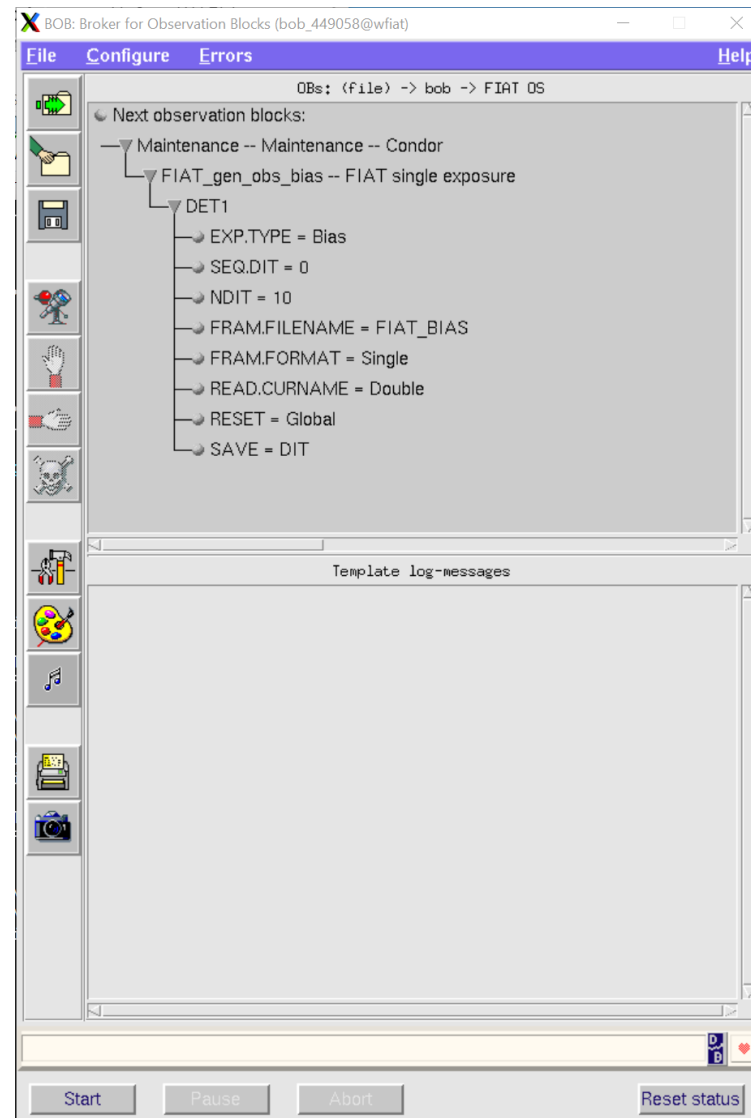 BOB: Broker for Observation Blocks (bob_449058@wfiat)
File Configure Errors Help
OBs: (file) -> bob -> FIAT OS
Next observation blocks:
Maintenance -- Maintenance -- Condor
FIAT_gen_obs_bias -- FIAT single exposure
DET1
EXP.TYPE = Bias
SEQ.DIT = 0
NDIT = 10
FRAM.FILENAME = FIAT_BIAS
FRAM.FORMAT = Single
READ.CURNAME = Double
RESET = Global
SAVE = DIT
Template log-messages
D
B
Start Pause Abort Reset status